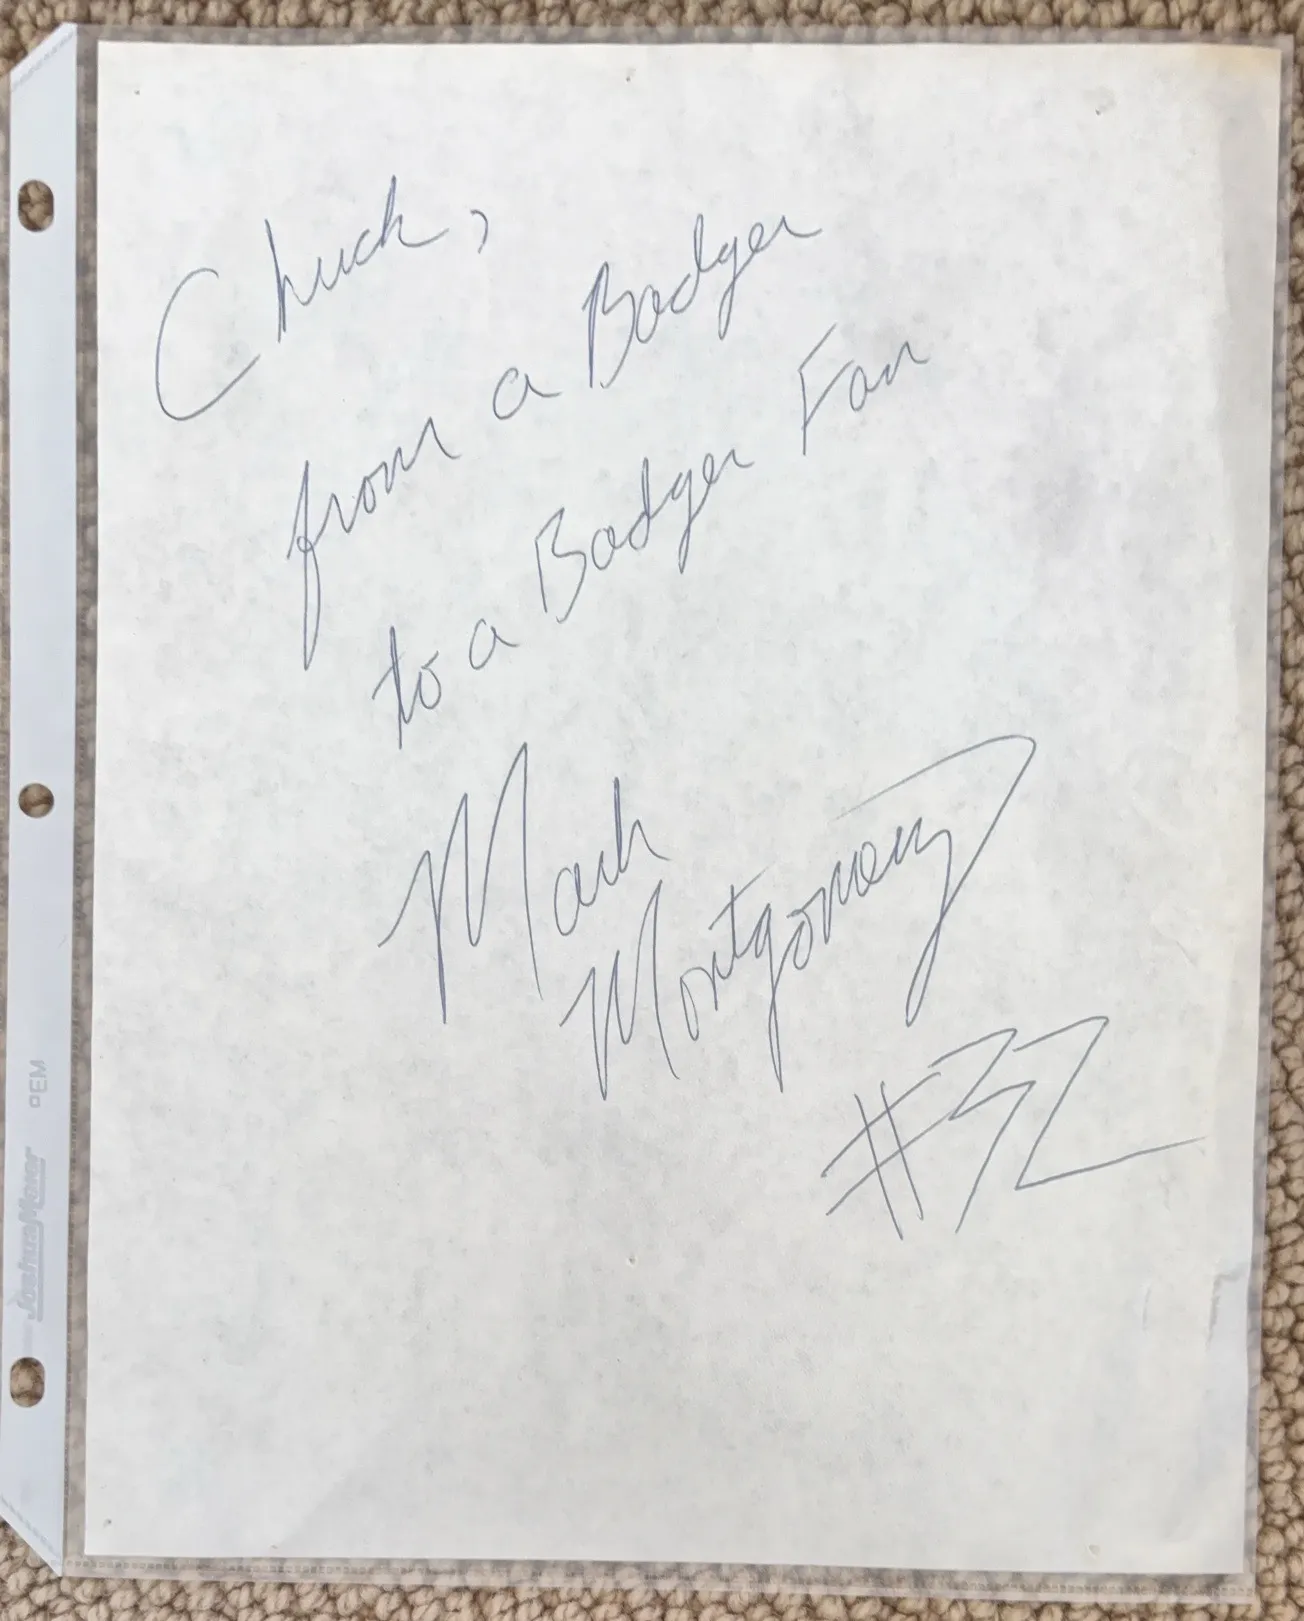 Chuck,
from a Badger
to a Badger Fan
Mark
Montgomery
#32